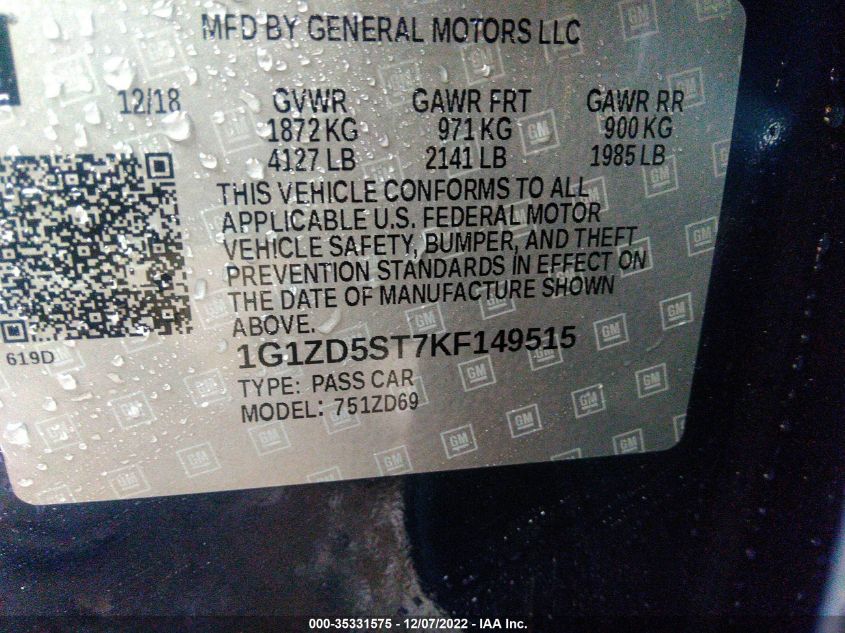 MFD BY GENERAL MOTORS LLC
12/18 GVWR GAWR FRT GAWR RR
1872 KG 971 KG 900 KG
4127 LB 2141 LB 1985 LB
THIS VEHICLE CONFORMS TO ALL
APPLICABLE U.S. FEDERAL MOTOR
VEHICLE SAFETY, BUMPER, AND THEFT
PREVENTION STANDARDS IN EFFECT ON
THE DATE OF MANUFACTURE SHOWN
ABOVE.
619D
1G1ZD5ST7KF149515
TYPE: PASS CAR
MODEL: 751ZD69
GM
000-35331575 - 12/07/2022 - IAA Inc.